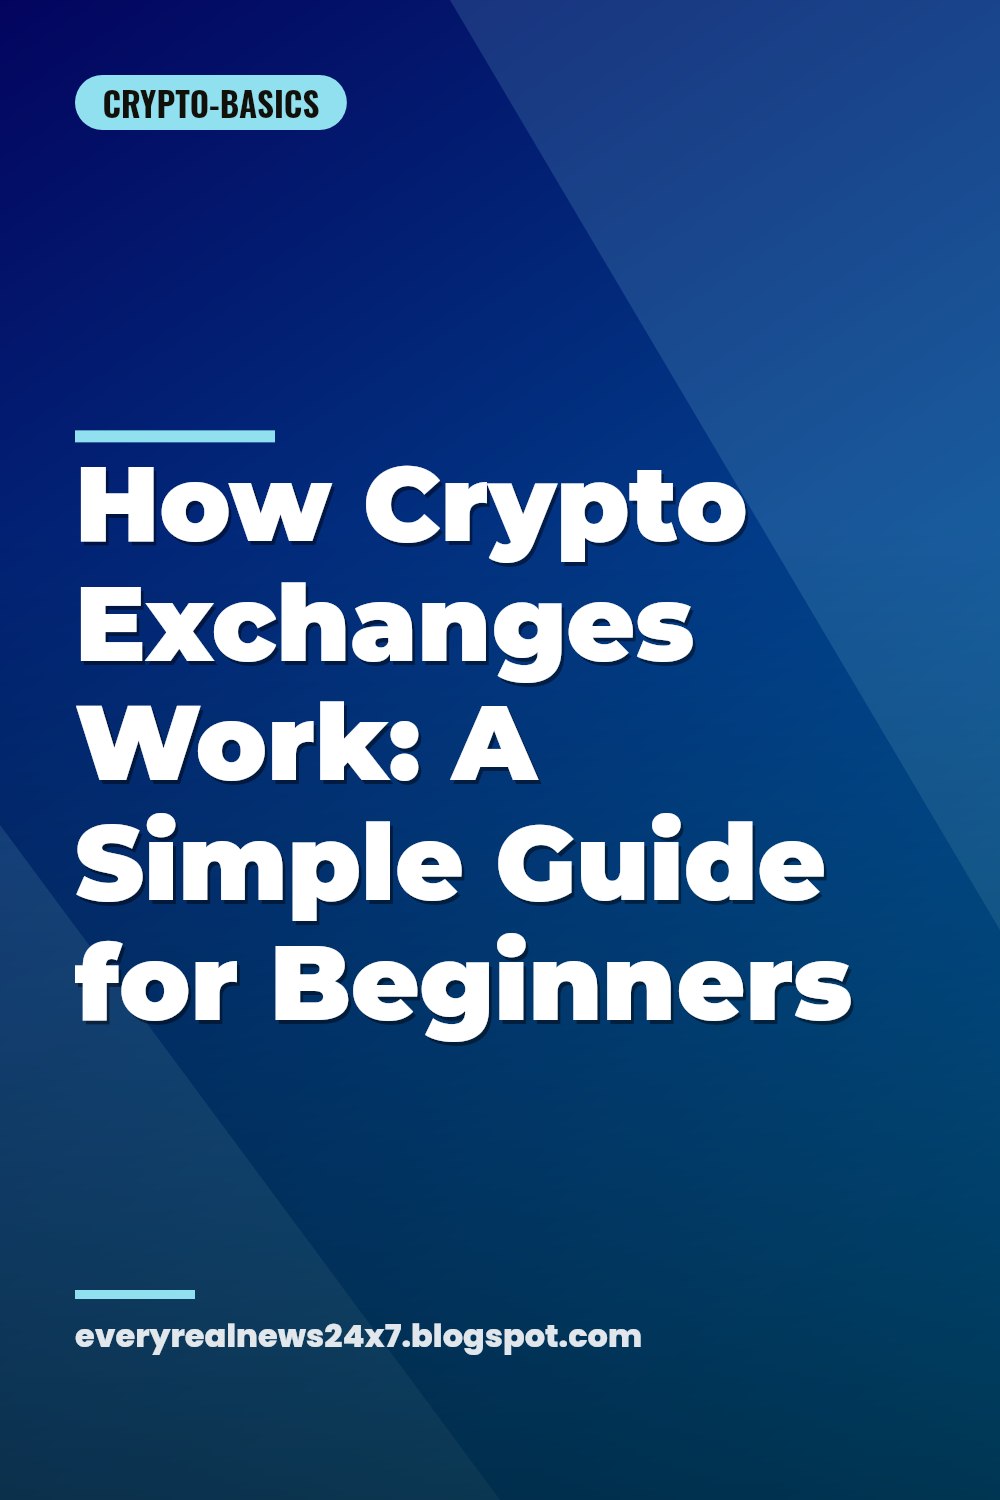 CRYPTO-BASICS
How Crypto
Exchanges
Work: A
Simple Guide
for Beginners
everyrealnews24x7.blogspot.com